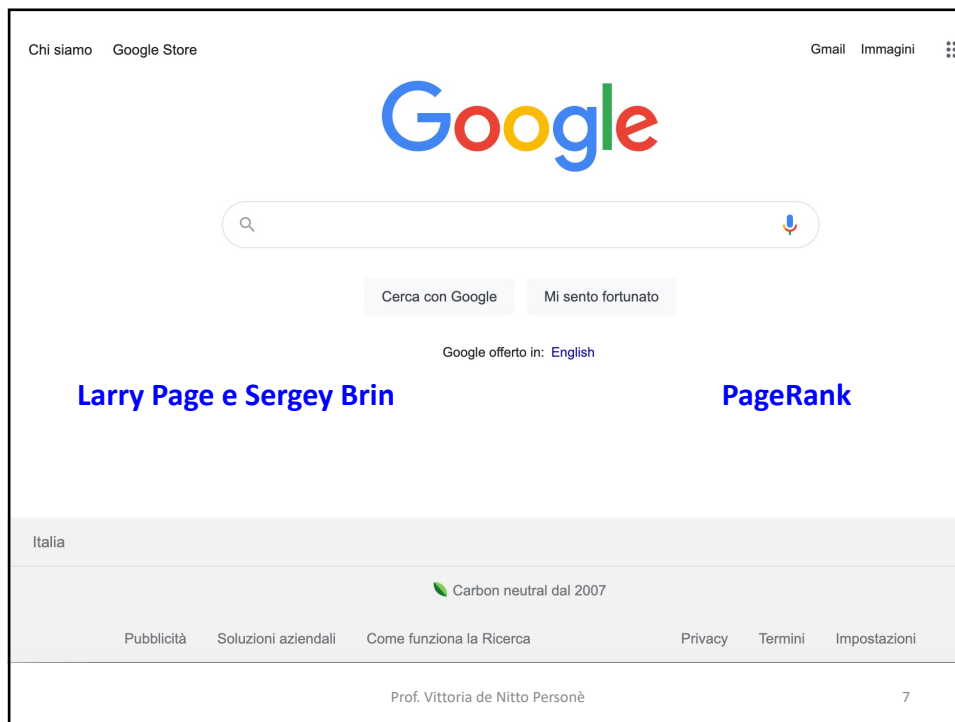 Chi siamo Google Store Gmail Immagini
Google
Cerca con Google Mi sento fortunato
Google offerto in: English
Larry Page e Sergey Brin PageRank
Italia
Carbon neutral dal 2007
Pubblicità Soluzioni aziendali Come funziona la Ricerca Privacy Termini Impostazioni
Prof. Vittoria de Nitto Personè 7